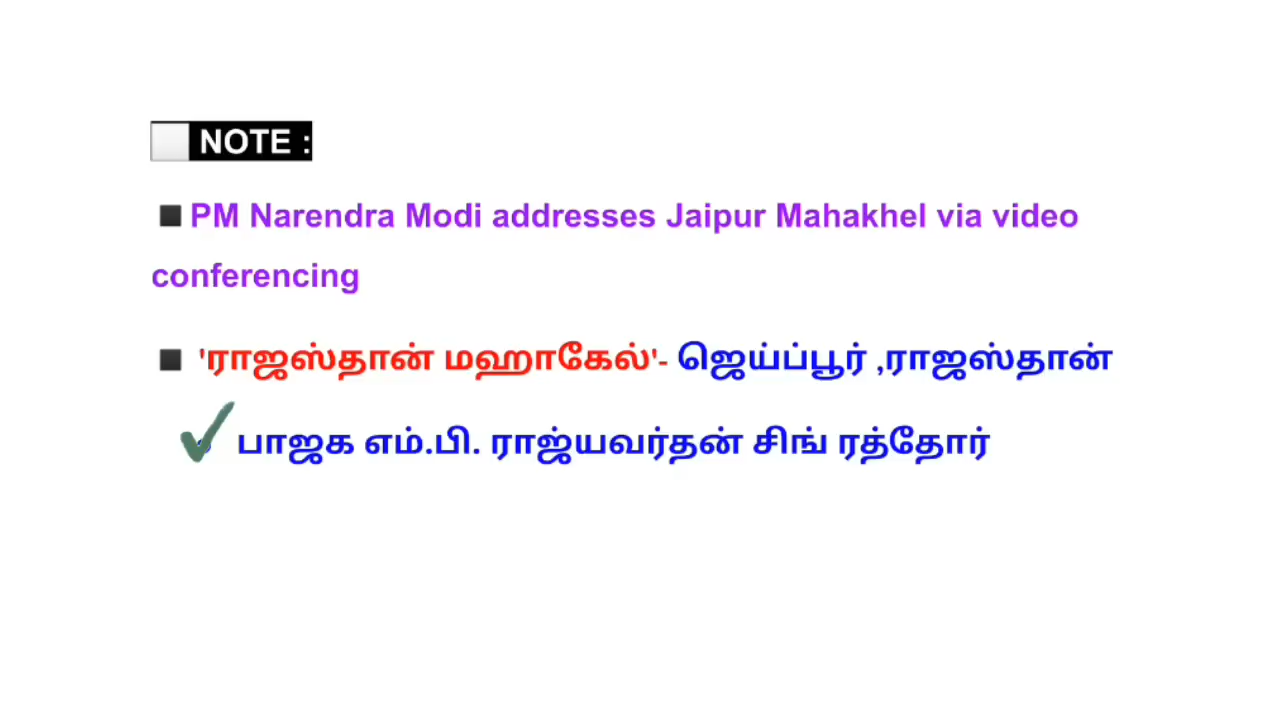 NOTE :
◾PM Narendra Modi addresses Jaipur Mahakhel via video
conferencing
◾ 'ராஜஸ்தான் மஹாகேல்'- ஜெய்ப்பூர் ,ராஜஸ்தான்
✔ பாஜக எம்.பி. ராஜ்யவர்தன் சிங் ரத்தோர்